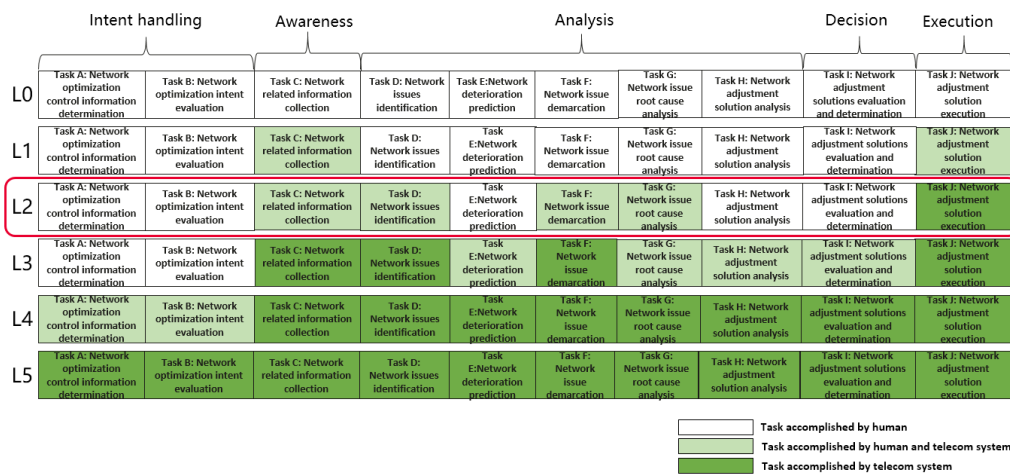 Intent handling
Awareness
Analysis
Decision
Execution
L0
Task A: Network
optimization
control information
determination
Task B: Network
optimization intent
evaluation
Task C: Network
related information
collection
Task D: Network
issues
identification
Task E:Network
deterioration
prediction
Task F:
Network issue
demarcation
Task G:
Network issue
root cause
analysis
Task H: Network
adjustment
solution analysis
Task I: Network
adjustment
solutions evaluation
and determination
Task J: Network
adjustment
solution
execution
L1
Task A: Network
optimization
control information
determination
Task B: Network
optimization intent
evaluation
Task C: Network
related information
collection
Task D:
Network issues
identification
Task
E:Network
deterioration
prediction
Task F:
Network issue
demarcation
Task G:
Network issue
root cause
analysis
Task H: Network
adjustment
solution analysis
Task I: Network
adjustment solutions
evaluation and
determination
Task J: Network
adjustment
solution
execution
L2
Task A: Network
optimization
control information
determination
Task B: Network
optimization intent
evaluation
Task C: Network
related information
collection
Task D:
Network issues
identification
Task
E:Network
deterioration
prediction
Task F:
Network issue
demarcation
Task G:
Network issue
root cause
analysis
Task H: Network
adjustment
solution analysis
Task I: Network
adjustment solutions
evaluation and
determination
Task J: Network
adjustment
solution
execution
L3
Task A: Network
optimization
control information
determination
Task B: Network
optimization intent
evaluation
Task C: Network
related information
collection
Task D:
Network issues
identification
Task
E:Network
deterioration
prediction
Task F:
Network
issue
demarcation
Task G:
Network issue
root cause
analysis
Task H: Network
adjustment
solution analysis
Task I: Network
adjustment solutions
evaluation and
determination
Task J: Network
adjustment
solution
execution
L4
Task A: Network
optimization
control information
determination
Task B: Network
optimization intent
evaluation
Task C: Network
related information
collection
Task D:
Network issues
identification
Task
E:Network
deterioration
prediction
Task F:
Network
issue
demarcation
Task G:
Network issue
root cause
analysis
Task H: Network
adjustment
solution analysis
Task I: Network
adjustment solutions
evaluation and
determination
Task J: Network
adjustment
solution
execution
L5
Task A: Network
optimization
control information
determination
Task B: Network
optimization intent
evaluation
Task C: Network
related information
collection
Task D:
Network issues
identification
Task
E:Network
deterioration
prediction
Task F:
Network
issue
demarcation
Task G:
Network issue
root cause
analysis
Task H: Network
adjustment
solution analysis
Task I: Network
adjustment solutions
evaluation and
determination
Task J: Network
adjustment
solution
execution
Task accomplished by human
Task accomplished by human and telecom system
Task accomplished by telecom system